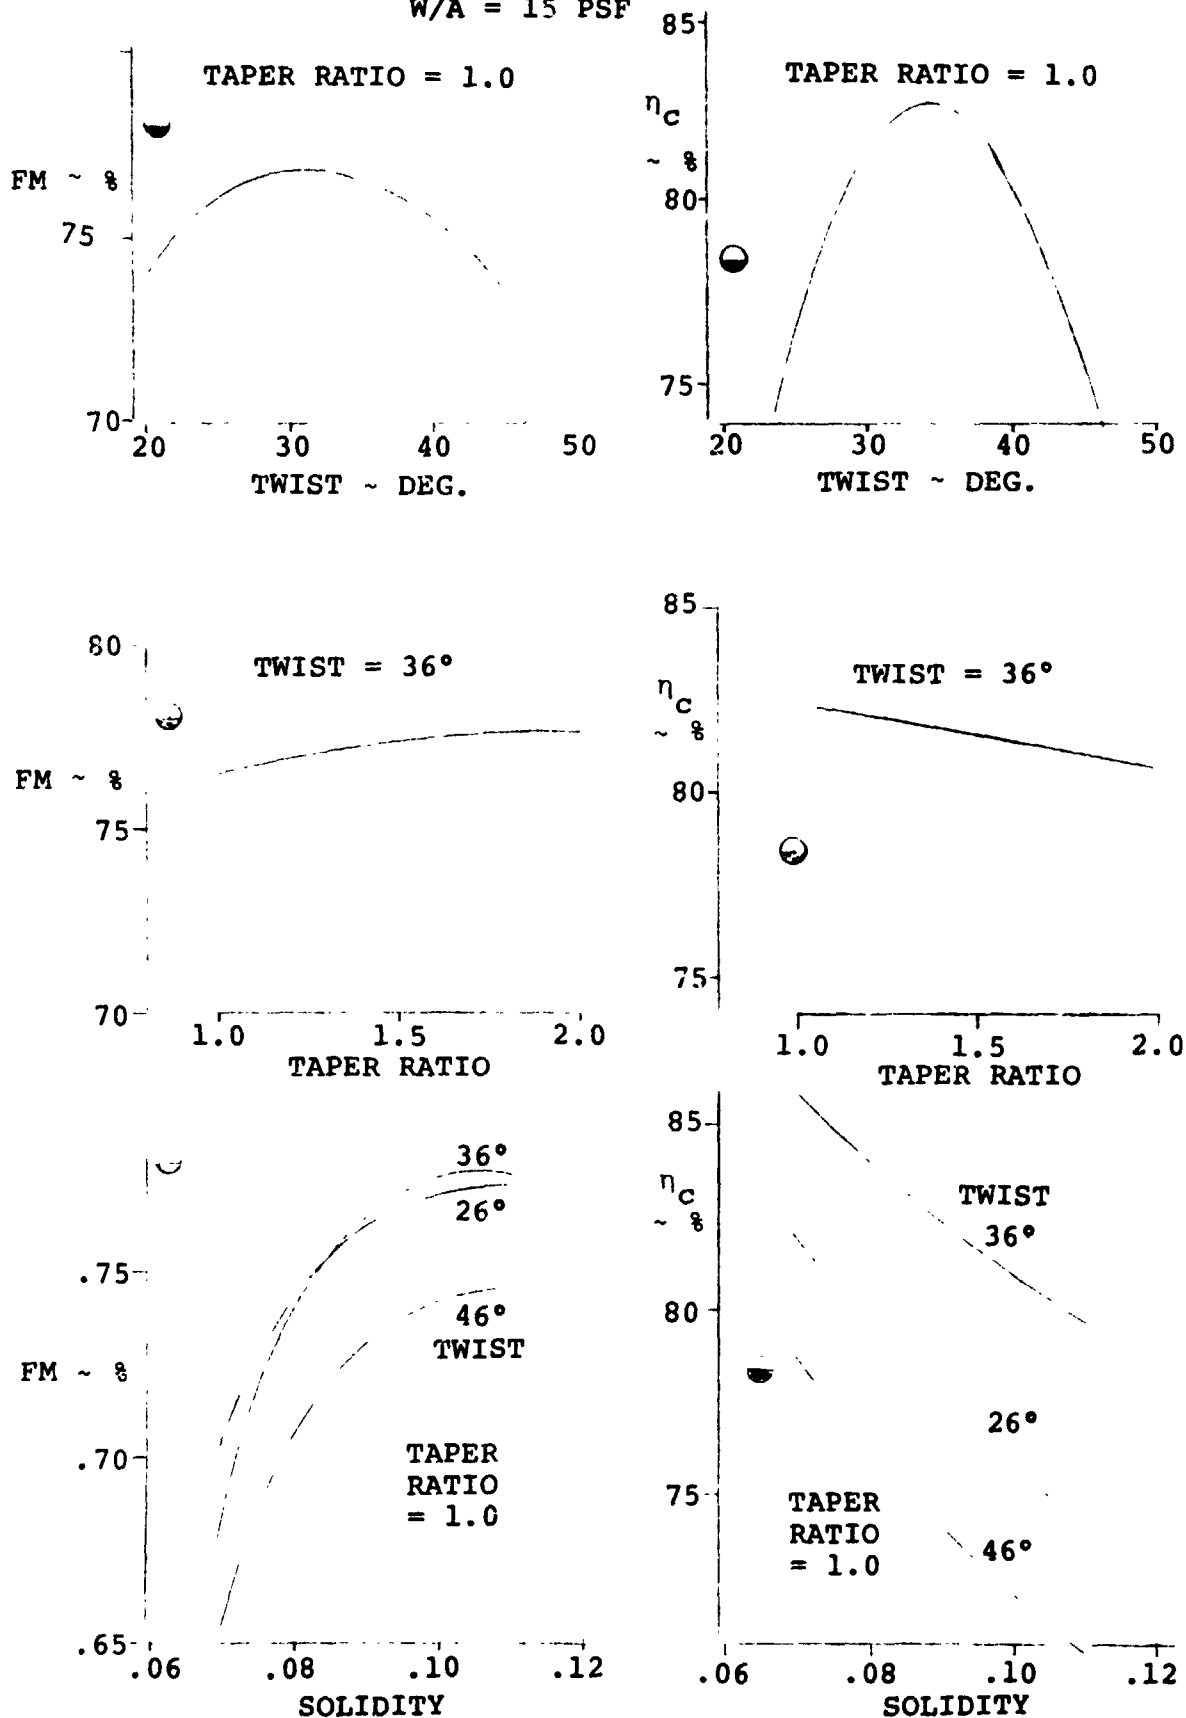 W/A = 15 PSF
TAPER RATIO = 1.0
FM ~ %
75
70
20 30 40 50
TWIST ~ DEG.
85
TAPER RATIO = 1.0
ηc
~ %
80
75
20 30 40 50
TWIST ~ DEG.
80
TWIST = 36°
FM ~ %
75
70
1.0 1.5 2.0
TAPER RATIO
85
TWIST = 36°
ηc
~ %
80
75
1.0 1.5 2.0
TAPER RATIO
36°
26°
.75
46°
TWIST
FM ~ %
.70
TAPER
RATIO
= 1.0
.65
.06 .08 .10 .12
SOLIDITY
85
ηc
~ %
TWIST
36°
80
26°
75
TAPER
RATIO
= 1.0
46°
.06 .08 .10 .12
SOLIDITY